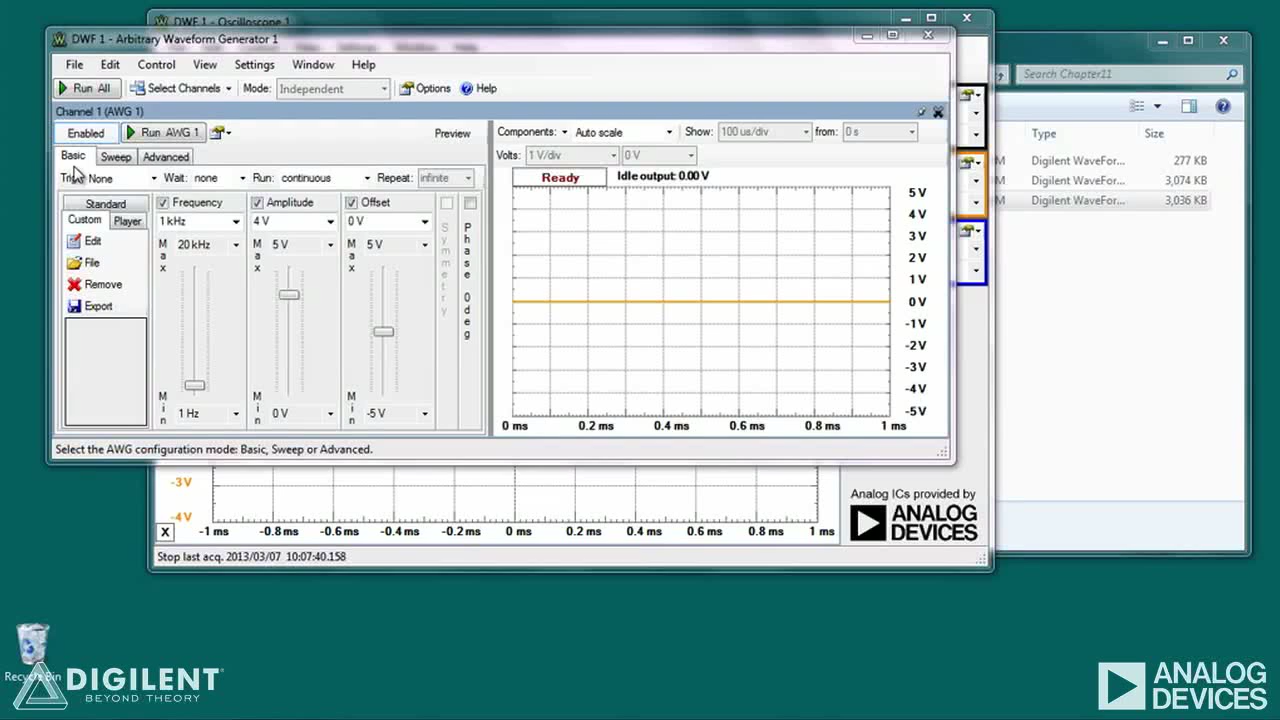 DWF 1 - Oscilloscope 1
DWF 1 - Arbitrary Waveform Generator 1
File Edit Control View Settings Window Help
Run All Select Channels Mode: Independent Options Help
Channel 1 (AWG 1)
Enabled Run AWG 1 Preview
Basic Sweep Advanced
None Wait: none Run: continuous Repeat: infinite
Standard
Custom Player
Edit
File
Remove
Export
Frequency Amplitude Offset
1 kHz 4 V 0 V
Max 20 kHz Max 5 V Max 5 V
Min 1 Hz Min 0 V Min -5 V
Symmetry
Phase 0 deg
Components: Auto scale Show: 100 us/div from: 0 s
Volts: 1 V/div 0 V
Ready Idle output: 0.00 V
5 V
4 V
3 V
2 V
1 V
0 V
-1 V
-2 V
-3 V
-4 V
-5 V
0 ms 0.2 ms 0.4 ms 0.6 ms 0.8 ms 1 ms
Select the AWG configuration mode: Basic, Sweep or Advanced.
-3 V
-4 V
X -1 ms -0.8 ms -0.6 ms -0.4 ms -0.2 ms 0 ms 0.2 ms 0.4 ms 0.6 ms 0.8 ms 1 ms
Stop last acq. 2013/03/07 10:07:40.158
Analog ICs provided by
ANALOG
DEVICES
Search Chapter11
Type Size
M Digilent WaveFor... 277 KB
M Digilent WaveFor... 3,074 KB
M Digilent WaveFor... 3,036 KB
Recycle Bin
DIGILENT
BEYOND THEORY
ANALOG
DEVICES